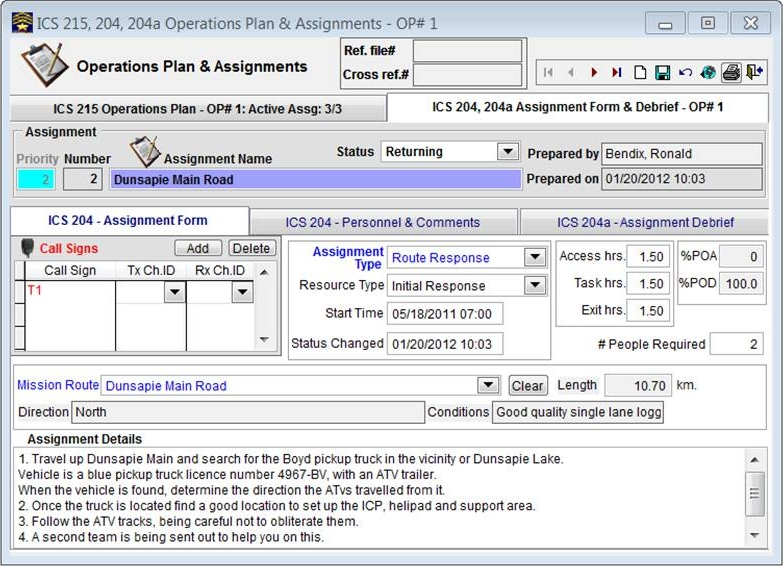 ICS 215, 204, 204a Operations Plan & Assignments - OP# 1
Operations Plan & Assignments
Ref. file#
Cross ref.#
ICS 215 Operations Plan - OP# 1: Active Assg: 3/3
ICS 204, 204a Assignment Form & Debrief - OP# 1
Assignment
Priority Number Assignment Name Status Returning Prepared by Bendix, Ronald
2 2 Dunsapie Main Road Prepared on 01/20/2012 10:03
ICS 204 - Assignment Form
ICS 204 - Personnel & Comments
ICS 204a - Assignment Debrief
Call Signs Add Delete
Call Sign Tx Ch.ID Rx Ch.ID
T1
Assignment Type Route Response
Resource Type Initial Response
Start Time 05/18/2011 07:00
Status Changed 01/20/2012 10:03
Access hrs. 1.50 %POA 0
Task hrs. 1.50 %POD 100.0
Exit hrs. 1.50
# People Required 2
Mission Route Dunsapie Main Road Clear Length 10.70 km.
Direction North Conditions Good quality single lane logg
Assignment Details
1. Travel up Dunsapie Main and search for the Boyd pickup truck in the vicinity or Dunsapie Lake.
Vehicle is a blue pickup truck licence number 4967-BV, with an ATV trailer.
When the vehicle is found, determine the direction the ATVs travelled from it.
2. Once the truck is located find a good location to set up the ICP, helipad and support area.
3. Follow the ATV tracks, being careful not to obliterate them.
4. A second team is being sent out to help you on this.